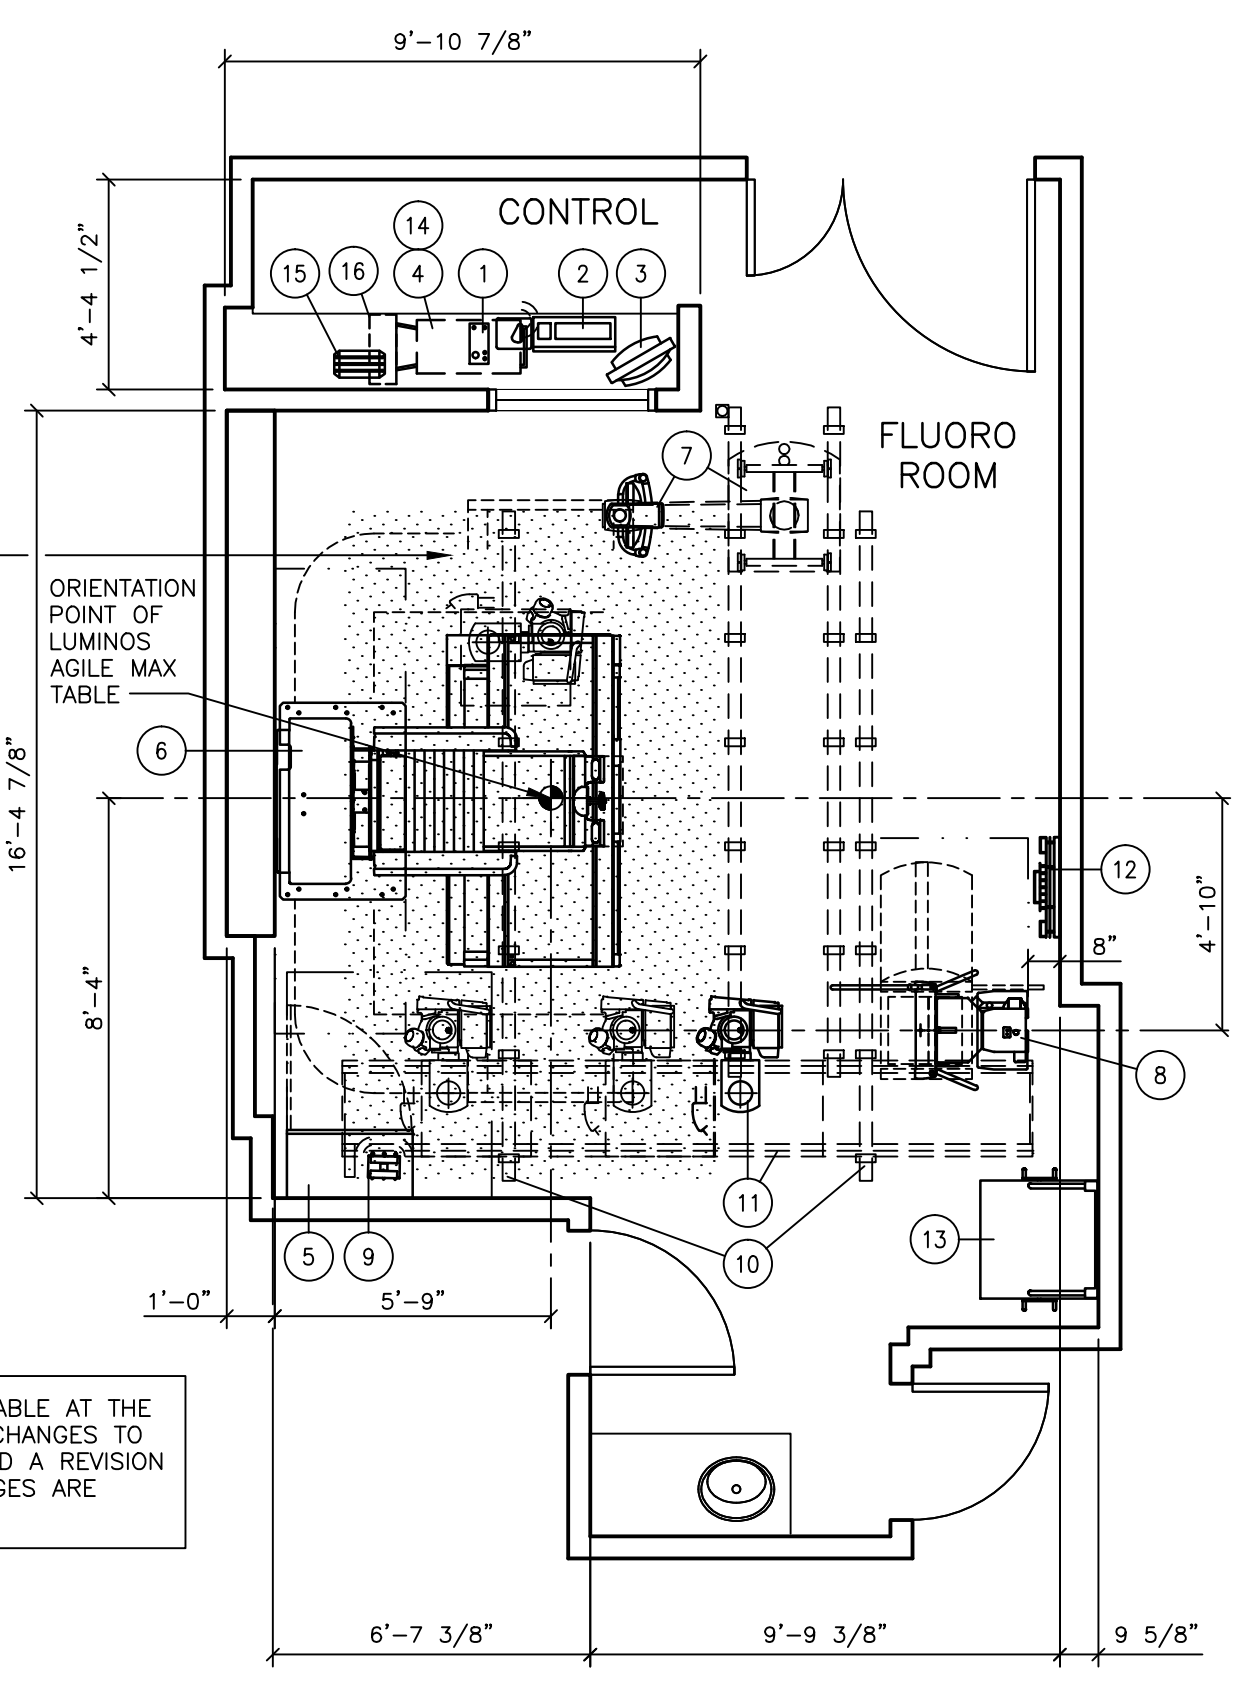 9'-10 7/8"
CONTROL
14
15
16
4
1
2
3
4'-4 1/2"
FLUORO
ROOM
7
ORIENTATION
POINT OF
LUMINOS
AGILE MAX
TABLE
6
16'-4 7/8"
12
4'-10"
8"
8'-4"
8
11
13
5
9
10
1'-0"
5'-9"
ABLE AT THE
CHANGES TO
D A REVISION
GES ARE
6'-7 3/8"
9'-9 3/8"
9 5/8"